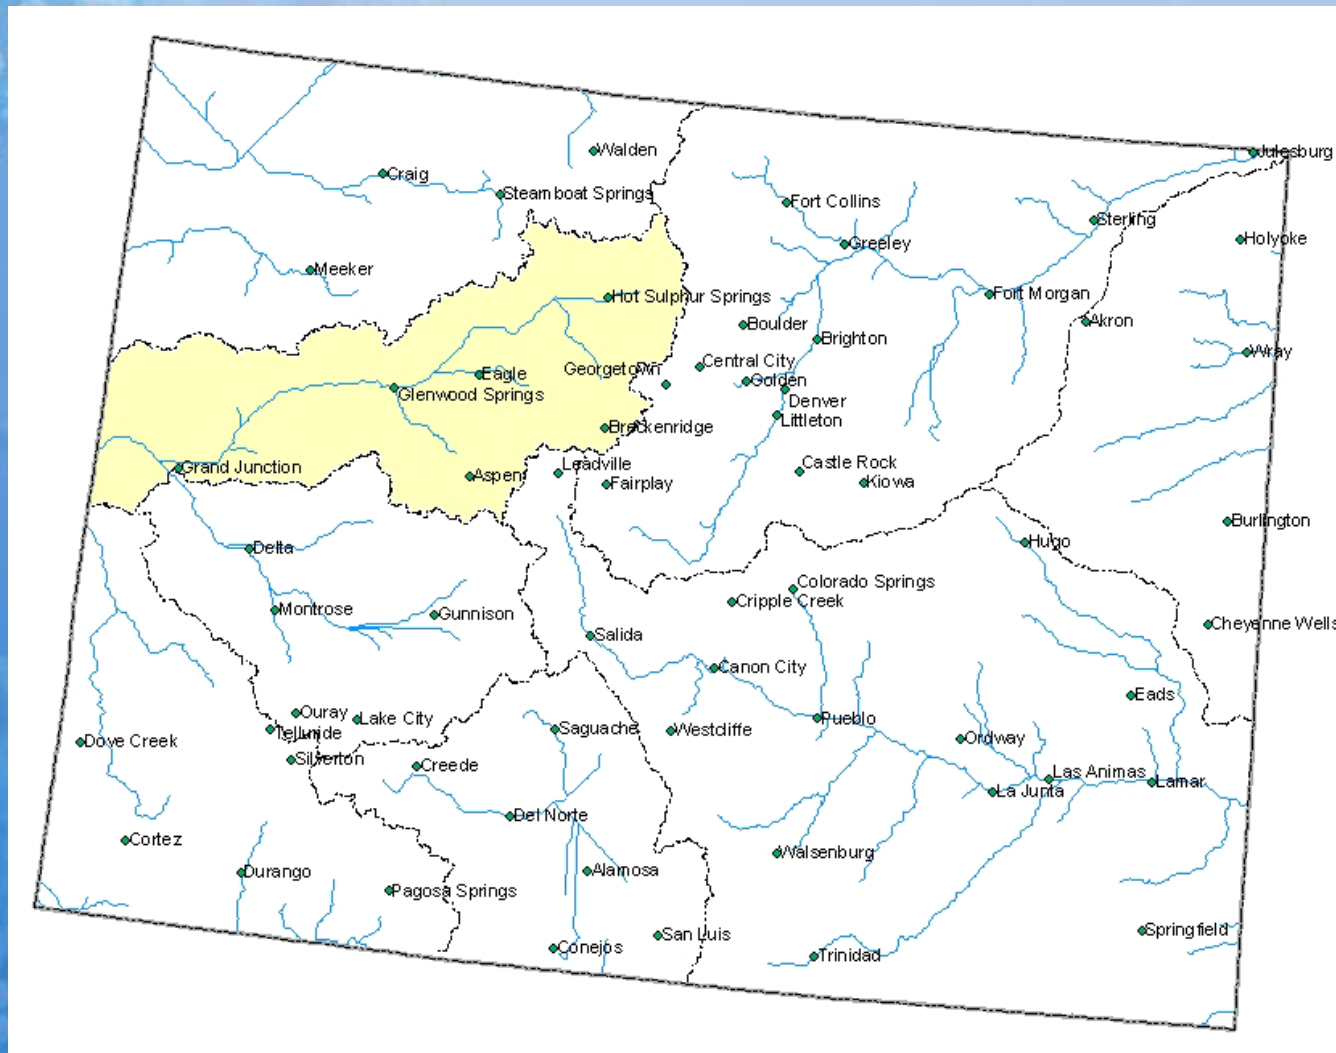 Julesburg
Walden
Craig
Steamboat Springs
Fort Collins
Sterling
Holyoke
Greeley
Meeker
Hot Sulphur Springs
Fort Morgan
Boulder
Akron
Brighton
Wray
Central City
Georgetown
Eagle
Golden
Glenwood Springs
Denver
Littleton
Breckenridge
Grand Junction
Aspen
Leadville
Castle Rock
Fairplay
Kiowa
Burlington
Delta
Hugo
Colorado Springs
Cripple Creek
Montrose
Gunnison
Cheyenne Wells
Salida
Canon City
Eads
Ouray
Lake City
Pueblo
Telluride
Saguache
Westcliffe
Dove Creek
Ordway
Silverton
Creede
Las Animas
Lamar
La Junta
Del Norte
Cortez
Walsenburg
Durango
Alamosa
Pagosa Springs
San Luis
Springfield
Conejos
Trinidad